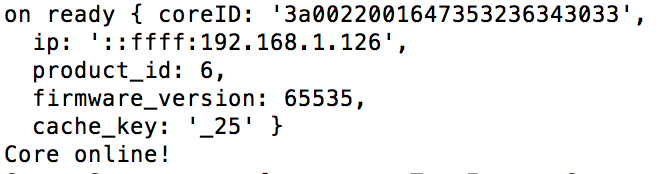 on ready { coreID: '3a0022001647353236343033',
ip: '::ffff:192.168.1.126',
product_id: 6,
firmware_version: 65535,
cache_key: '_25' }
Core online!